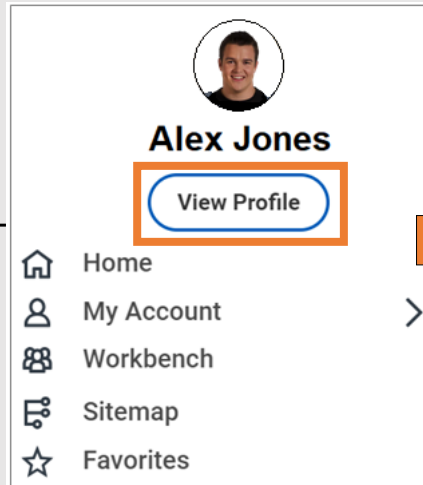 Alex Jones
View Profile
Home
My Account
Workbench
Sitemap
Favorites